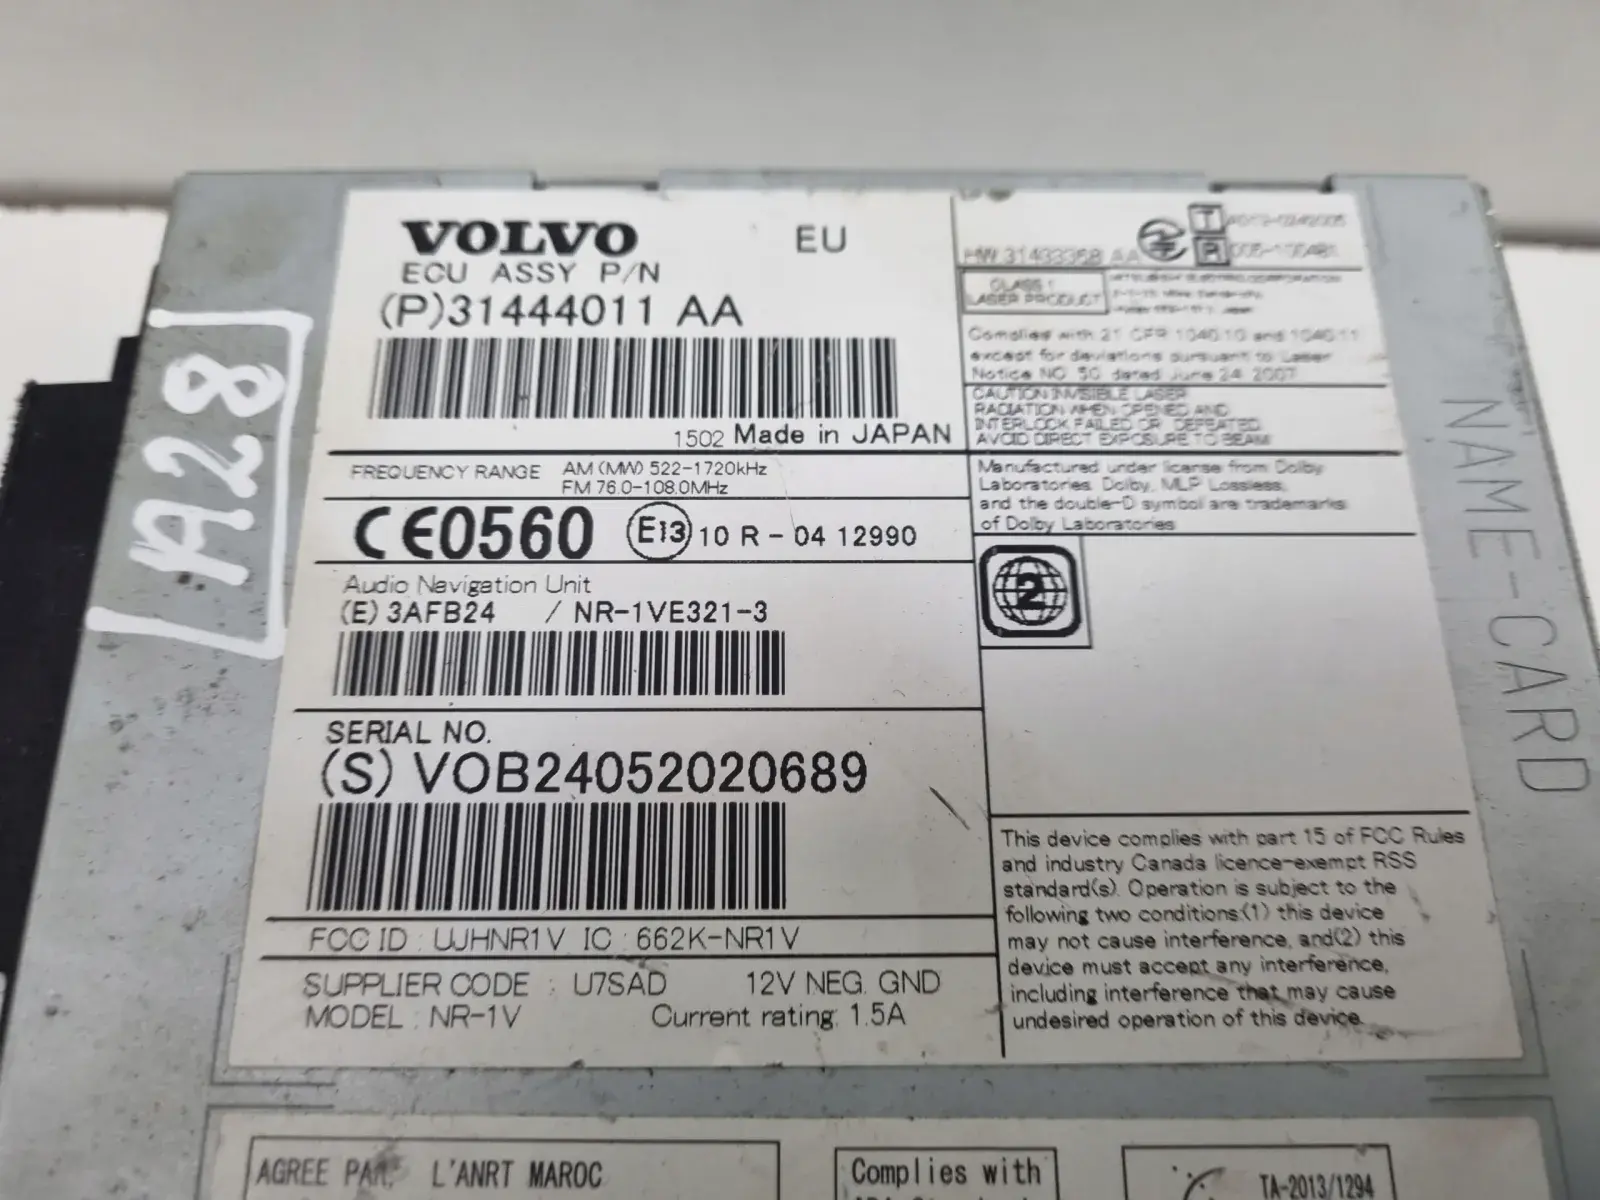 VOLVO EU
ECU ASSY P/N
(P)31444011 AA
1502 Made in JAPAN
FREQUENCY RANGE AM(MW) 522-1720kHz
FM 76.0-108.0MHz
CE0560 E13 10 R - 04 12990
Audio Navigation Unit
(E) 3AFB24 / NR-1VE321-3
SERIAL NO.
(S) VOB24052020689
FCC ID : UJHNR1V IC : 662K-NR1V
SUPPLIER CODE : U7SAD 12V NEG. GND
MODEL : NR-1V Current rating: 1.5A
T
R
HW 31433368 AA
CLASS 1
LASER PRODUCT
Complies with 21 CFR 1040.10 and 1040.11
except for deviations pursuant to Laser
Notice NO. 50 dated June 24 2007
CAUTION INVISIBLE LASER
RADIATION WHEN OPENED AND
INTERLOCK FAILED OR DEFEATED
AVOID DIRECT EXPOSURE TO BEAM
Manufactured under license from Dolby
Laboratories. Dolby, MLP Lossless,
and the double-D symbol are trademarks
of Dolby Laboratories
2
This device complies with part 15 of FCC Rules
and industry Canada licence-exempt RSS
standard(s). Operation is subject to the
following two conditions:(1) this device
may not cause interference, and(2) this
device must accept any interference,
including interference that may cause
undesired operation of this device.
A28
NAME-CARD
AGREE PAR L'ANRT MAROC
Complies with
TA-2013/1294